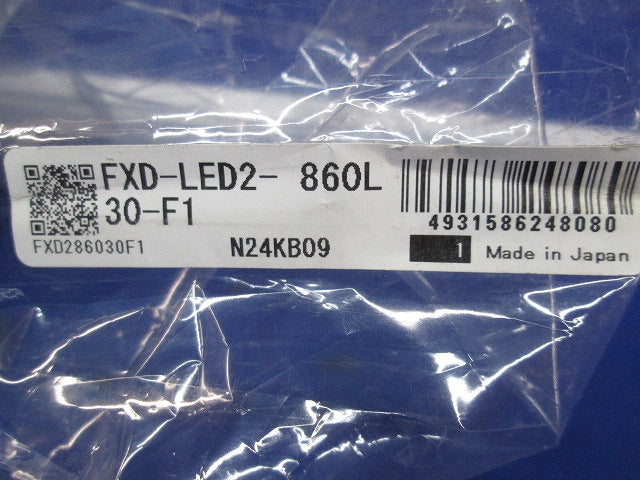 FXD-LED2- 860L
30-F1
FXD286030F1
N24KB09
4931586248080
1
Made in Japan